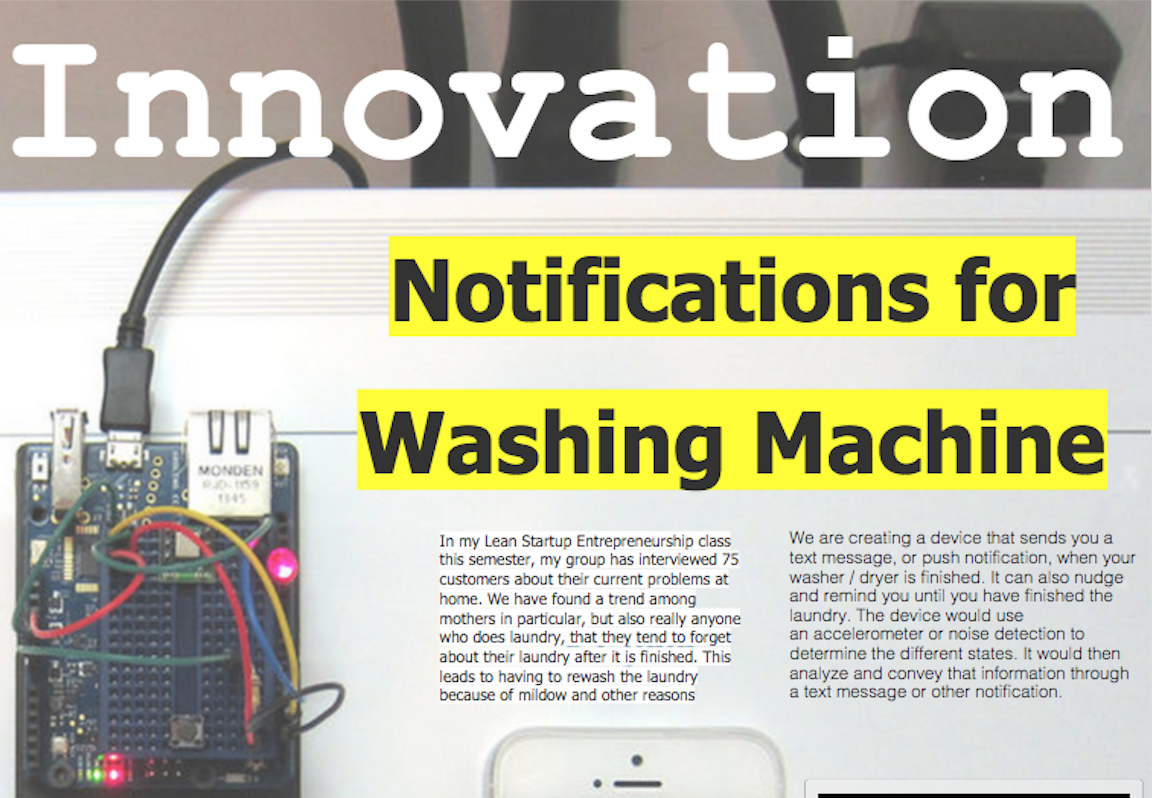 Innovation
Notifications for
Washing Machine
MONDEN
RJD-1159
1345
In my Lean Startup Entrepreneurship class
this semester, my group has interviewed 75
customers about their current problems at
home. We have found a trend among
mothers in particular, but also really anyone
who does laundry, that they tend to forget
about their laundry after it is finished. This
leads to having to rewash the laundry
because of mildow and other reasons
We are creating a device that sends you a
text message, or push notification, when your
washer / dryer is finished. It can also nudge
and remind you until you have finished the
laundry. The device would use
an accelerometer or noise detection to
determine the different states. It would then
analyze and convey that information through
a text message or other notification.